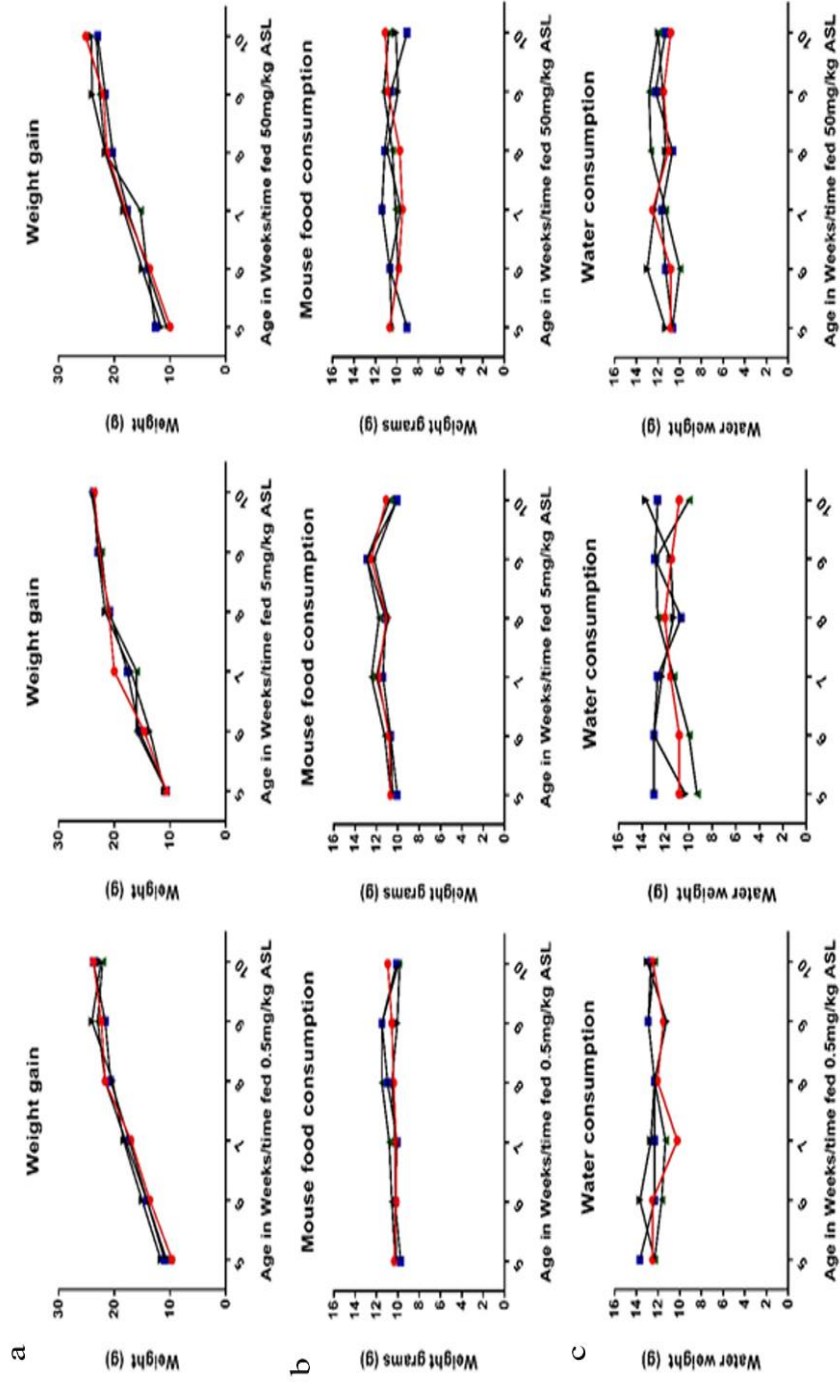 a
Weight gain
Weight (g)
30
20
10
0
5 6 7 8 9 10
Age in Weeks/time fed 0.5mg/kg ASL
Weight gain
Weight (g)
30
20
10
0
5 6 7 8 9 10
Age in Weeks/time fed 5mg/kg ASL
Weight gain
Weight (g)
30
20
10
0
5 6 7 8 9 10
Age in Weeks/time fed 50mg/kg ASL
b
Mouse food consumption
Weight grams (g)
16
14
12
10
8
6
4
2
0
5 6 7 8 9 10
Age in Weeks/time fed 0.5mg/kg ASL
Mouse food consumption
Weight grams (g)
16
14
12
10
8
6
4
2
0
5 6 7 8 9 10
Age in Weeks/time fed 5mg/kg ASL
Mouse food consumption
Weight grams (g)
16
14
12
10
8
6
4
2
0
5 6 7 8 9 10
Age in Weeks/time fed 50mg/kg ASL
c
Water consumption
Water weight (g)
16
14
12
10
8
6
4
2
0
5 6 7 8 9 10
Age in Weeks/time fed 0.5mg/kg ASL
Water consumption
Water weight (g)
16
14
12
10
8
6
4
2
0
5 6 7 8 9 10
Age in Weeks/time fed 5mg/kg ASL
Water consumption
Water weight (g)
16
14
12
10
8
6
4
2
0
5 6 7 8 9 10
Age in Weeks/time fed 50mg/kg ASL